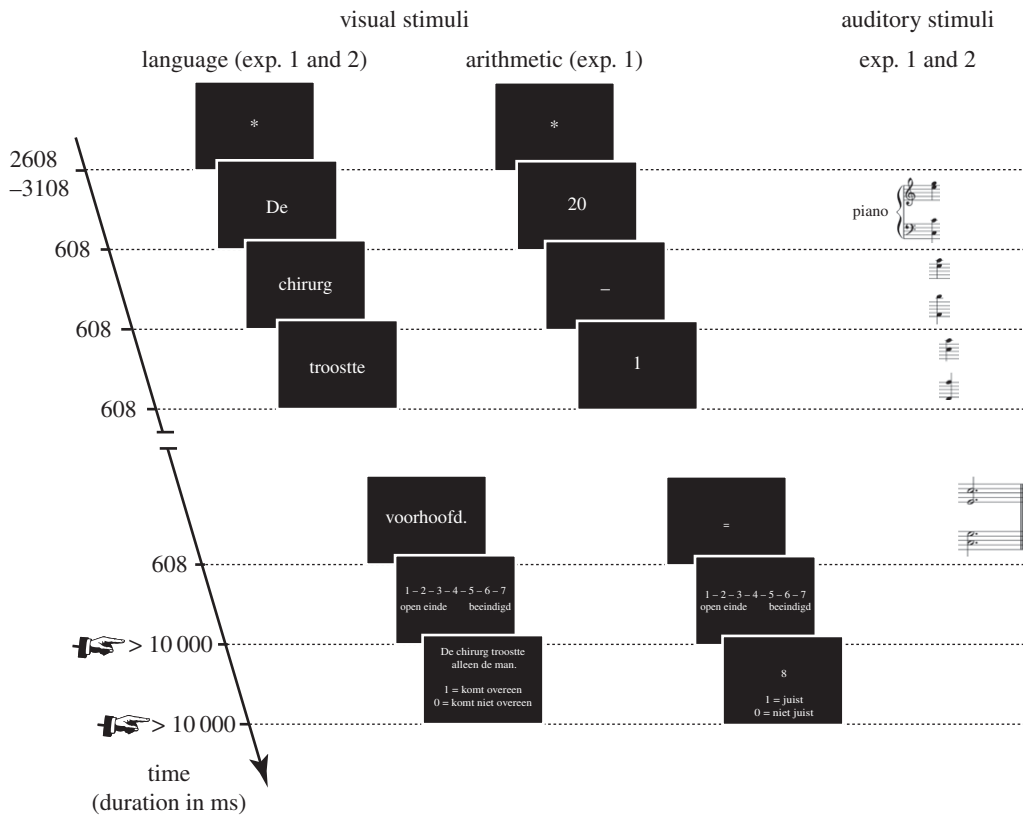 visual stimuli
auditory stimuli
language (exp. 1 and 2)
arithmetic (exp. 1)
exp. 1 and 2
*
*
2608
–3108
De
20
piano
608
chirurg
–
608
troostte
1
608
voorhoofd.
=
608
1 – 2 – 3 – 4 – 5 – 6 – 7
open einde beeindigd
1 – 2 – 3 – 4 – 5 – 6 – 7
open einde beeindigd
> 10 000
De chirurg troostte
alleen de man.
1 = komt overeen
0 = komt niet overeen
8
1 = juist
0 = niet juist
> 10 000
time
(duration in ms)